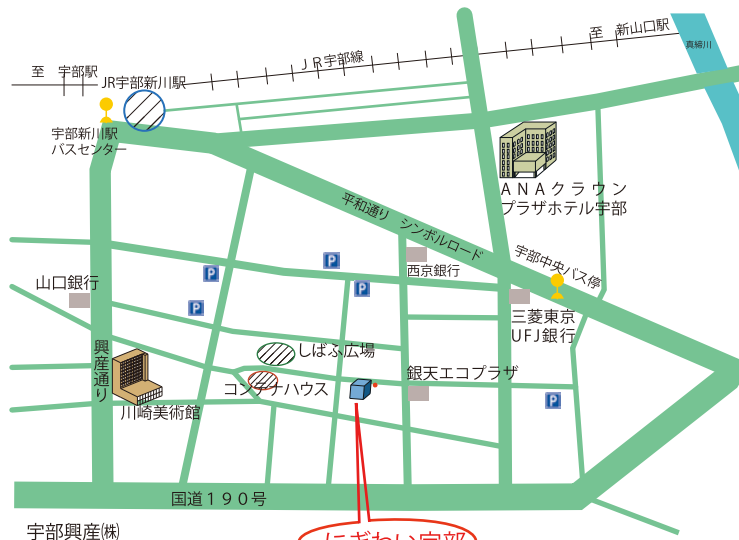 至 新山口駅
真締川
ＪＲ宇部線
至 宇部駅
JR宇部新川駅
宇部新川駅
バスセンター
ＡＮＡクラウン
プラザホテル宇部
平和通り シンボルロード
宇部中央バス停
西京銀行
P
P
P
P
山口銀行
三菱東京
UFJ銀行
興産通り
しばふ広場
コンテナハウス
銀天エコプラザ
P
川崎美術館
国道１９０号
宇部興産㈱
にぎわい宇部